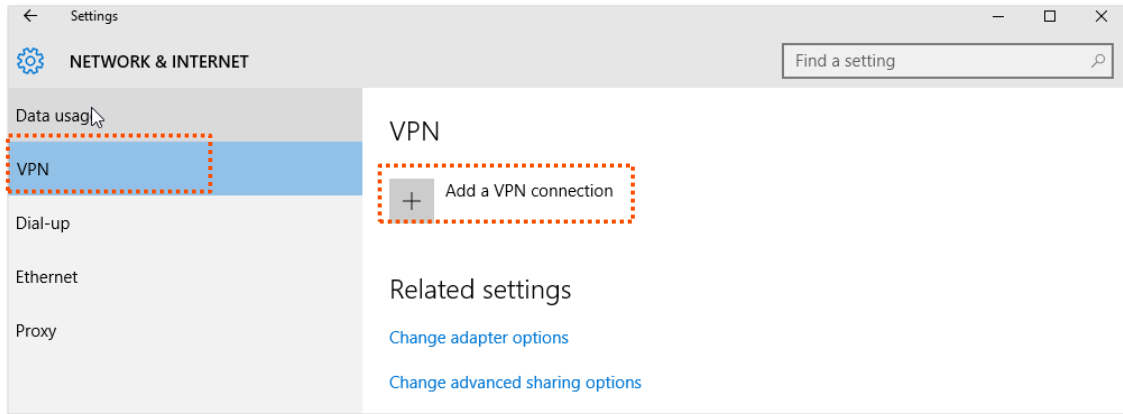 Settings
NETWORK & INTERNET
Find a setting
Data usage
VPN
Dial-up
Ethernet
Proxy
VPN
Add a VPN connection
Related settings
Change adapter options
Change advanced sharing options